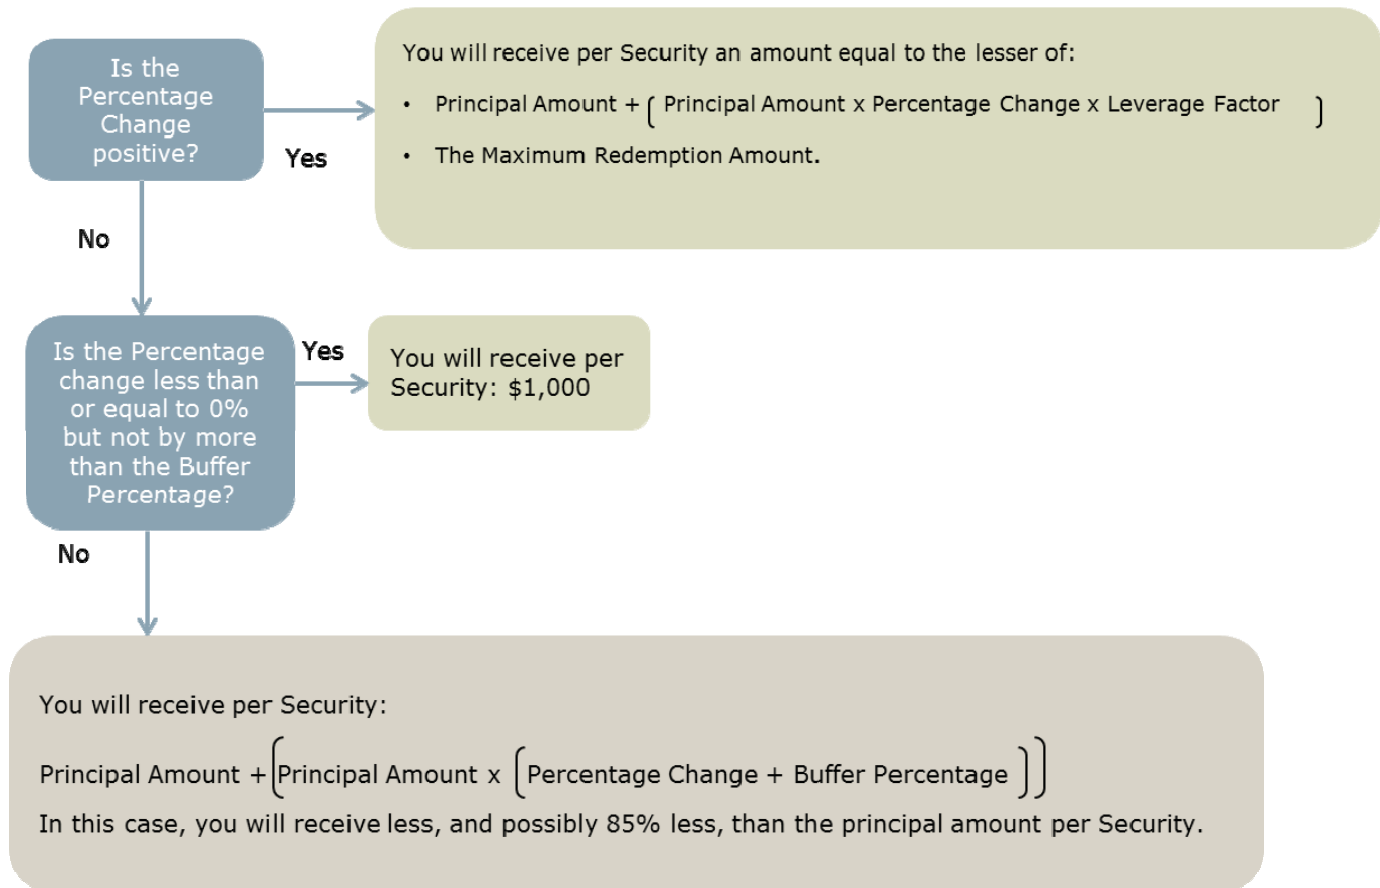 Is the
Percentage
Change
positive?
Yes
You will receive per Security an amount equal to the lesser of:
• Principal Amount + ( Principal Amount x Percentage Change x Leverage Factor )
• The Maximum Redemption Amount.
No
Is the Percentage
change less than
or equal to 0%
but not by more
than the Buffer
Percentage?
Yes
You will receive per
Security: $1,000
No
You will receive per Security:
Principal Amount + (Principal Amount x (Percentage Change + Buffer Percentage ))
In this case, you will receive less, and possibly 85% less, than the principal amount per Security.